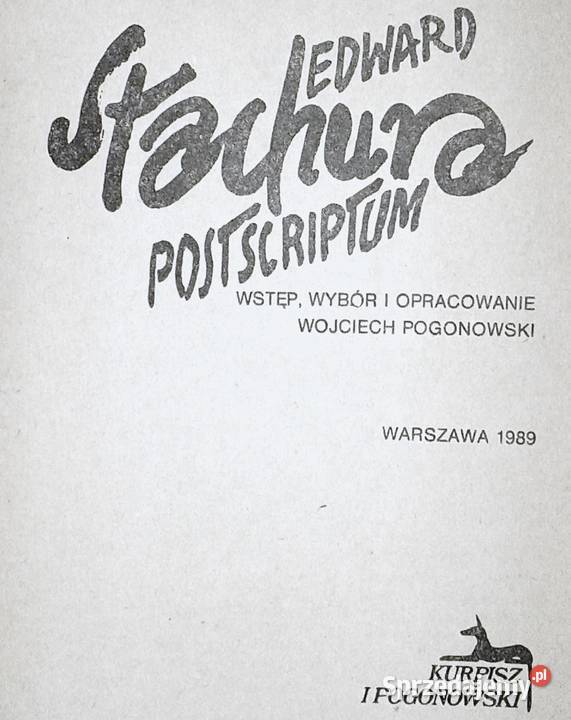 EDWARD
Stachura
POSTSCRIPTUM
WSTĘP, WYBÓR I OPRACOWANIE
WOJCIECH POGONOWSKI
WARSZAWA 1989
KURPISZ
Sprzedajemy.pl
I POGONOWSKI